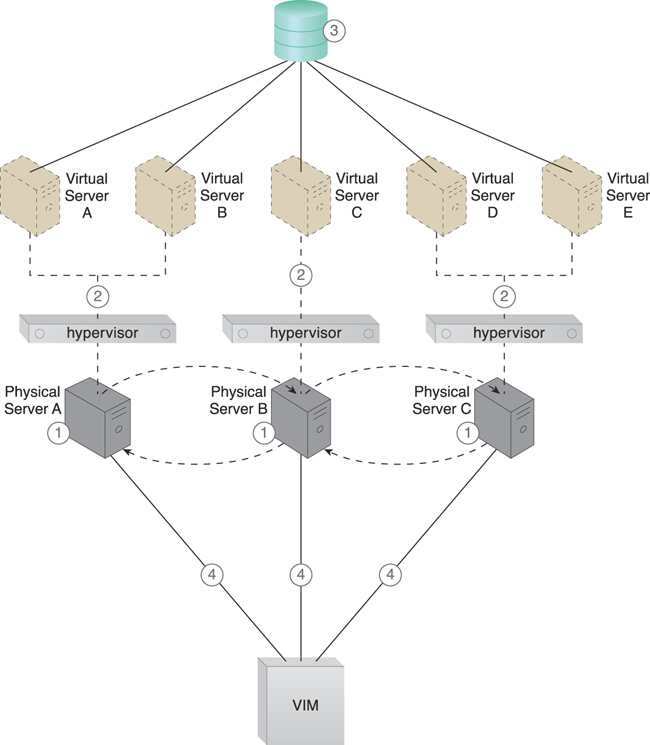 3
Virtual
Server
A
Virtual
Server
B
Virtual
Server
C
Virtual
Server
D
Virtual
Server
E
2
2
2
hypervisor
hypervisor
hypervisor
Physical
Server A
1
Physical
Server B
1
Physical
Server C
1
4
4
4
VIM